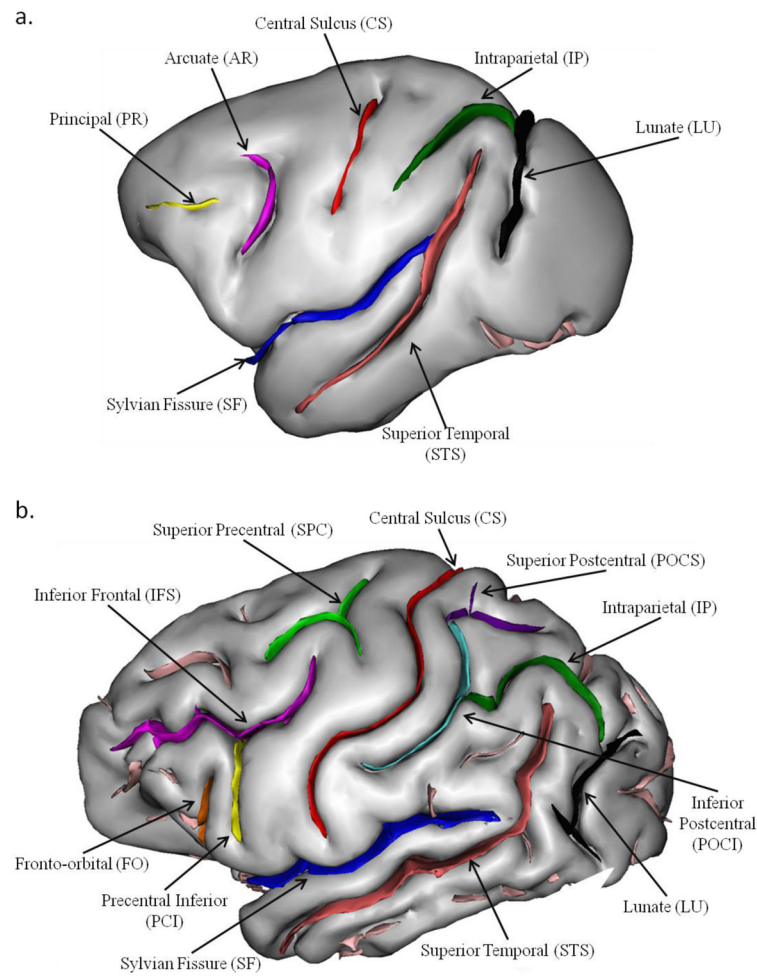 a.
Central Sulcus (CS)
Arcuate (AR)
Intraparietal (IP)
Principal (PR)
Lunate (LU)
Sylvian Fissure (SF)
Superior Temporal
(STS)
b.
Central Sulcus (CS)
Superior Precentral (SPC)
Superior Postcentral (POCS)
Inferior Frontal (IFS)
Intraparietal (IP)
Inferior
Postcentral
(POCI)
Fronto-orbital (FO)
Precentral Inferior
(PCI)
Lunate (LU)
Superior Temporal (STS)
Sylvian Fissure (SF)